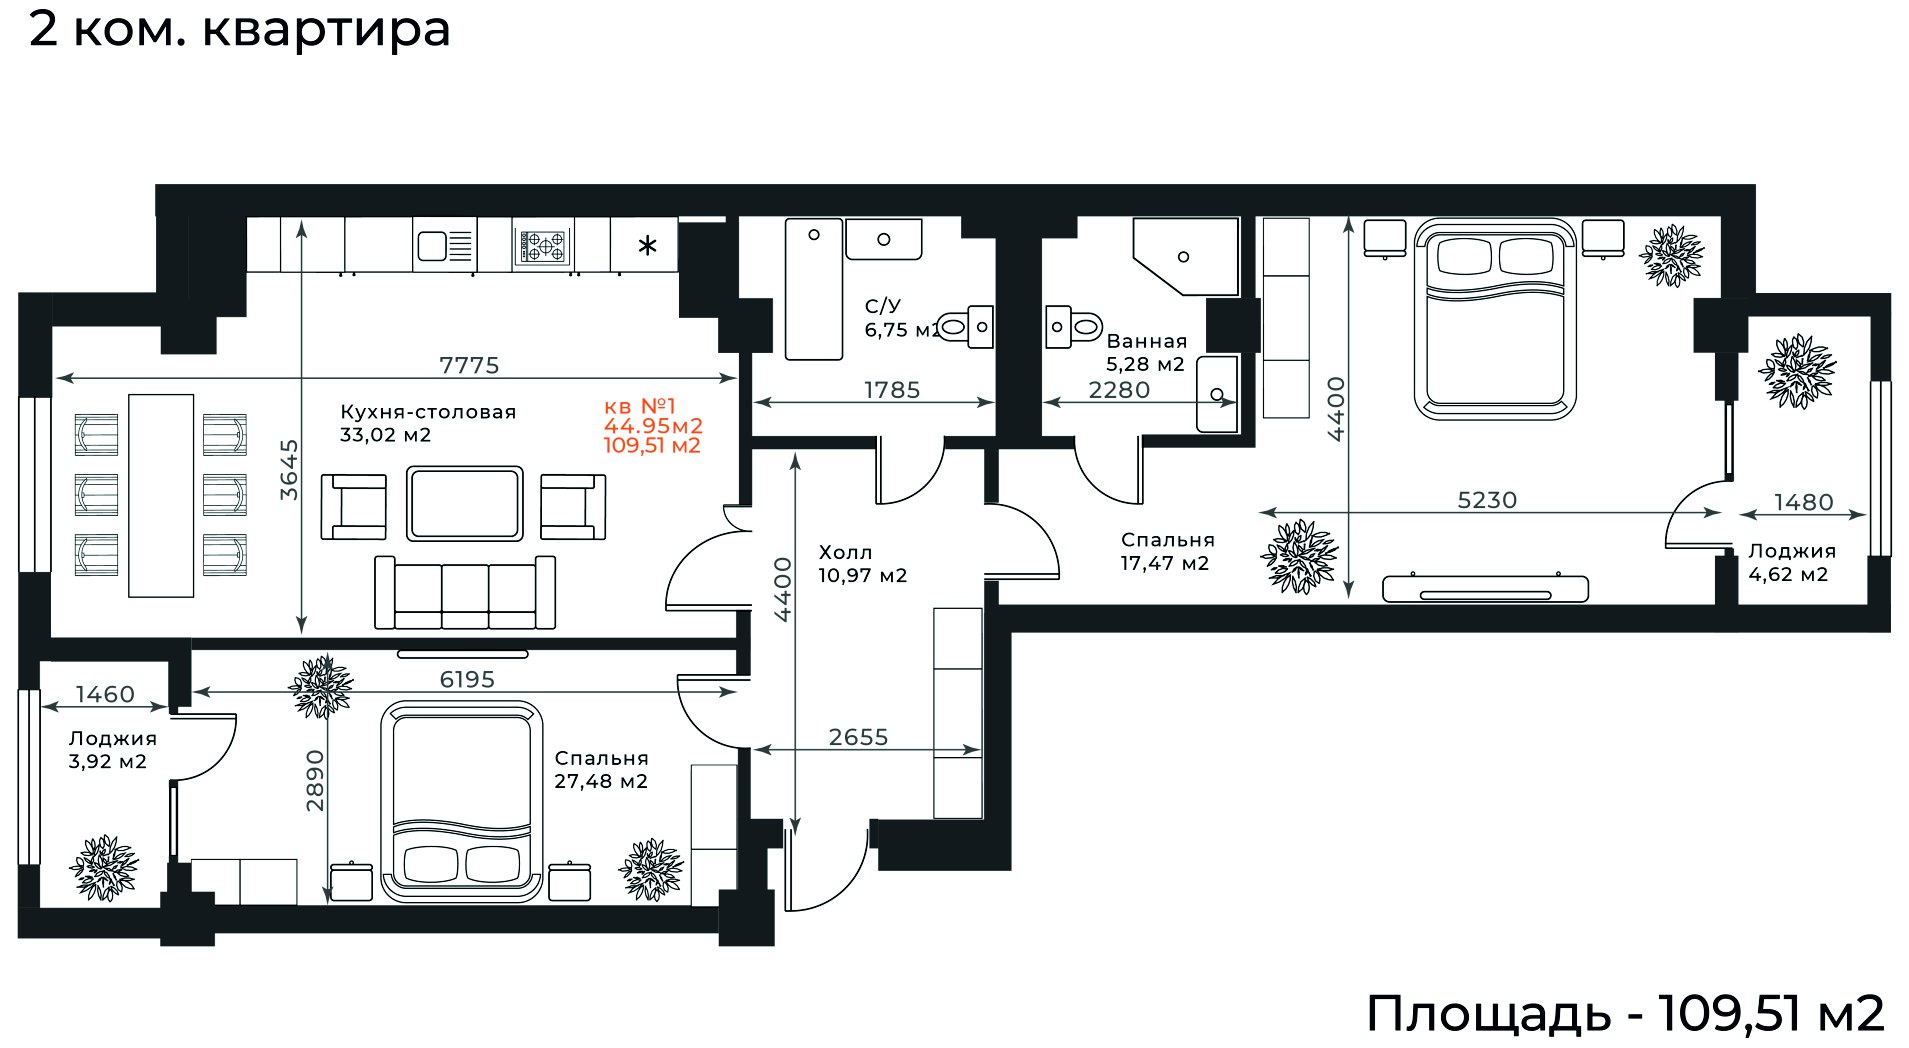 2 ком. квартира
7775
Кухня-столовая
33,02 м2
кв №1
44.95м2
109,51 м2
3645
С/У
6,75 м2
1785
Ванная
5,28 м2
2280
4400
5230
1480
Спальня
17,47 м2
Лоджия
4,62 м2
Холл
10,97 м2
4400
2655
1460
6195
Лоджия
3,92 м2
2890
Спальня
27,48 м2
Площадь - 109,51 м2